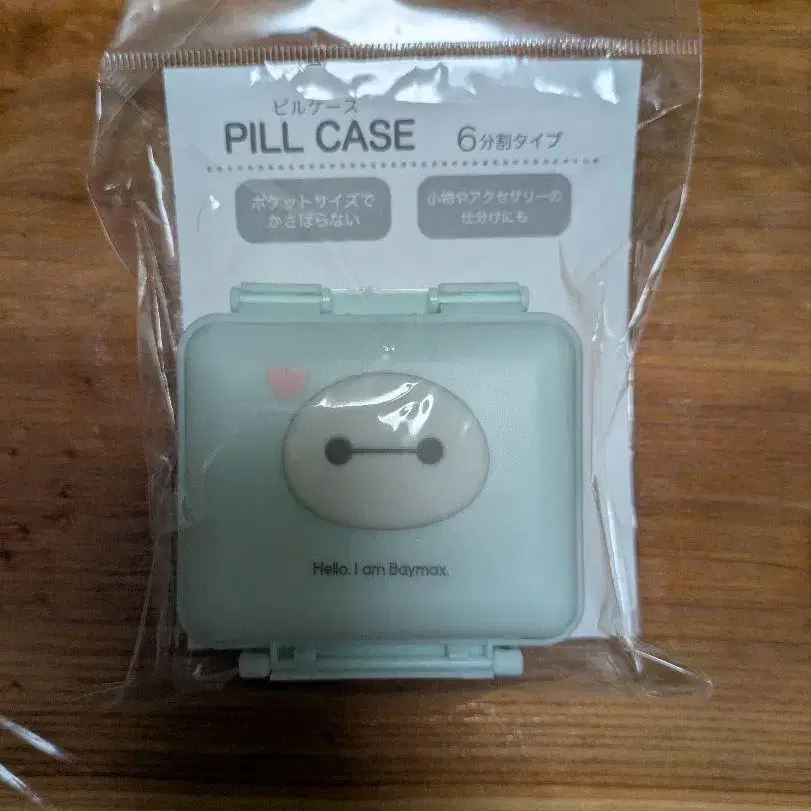 ピルケース
PILL CASE 6分割タイプ
ポケットサイズで
かさばらない
小物やアクセサリーの
仕分けにも
Hello. I am Baymax.